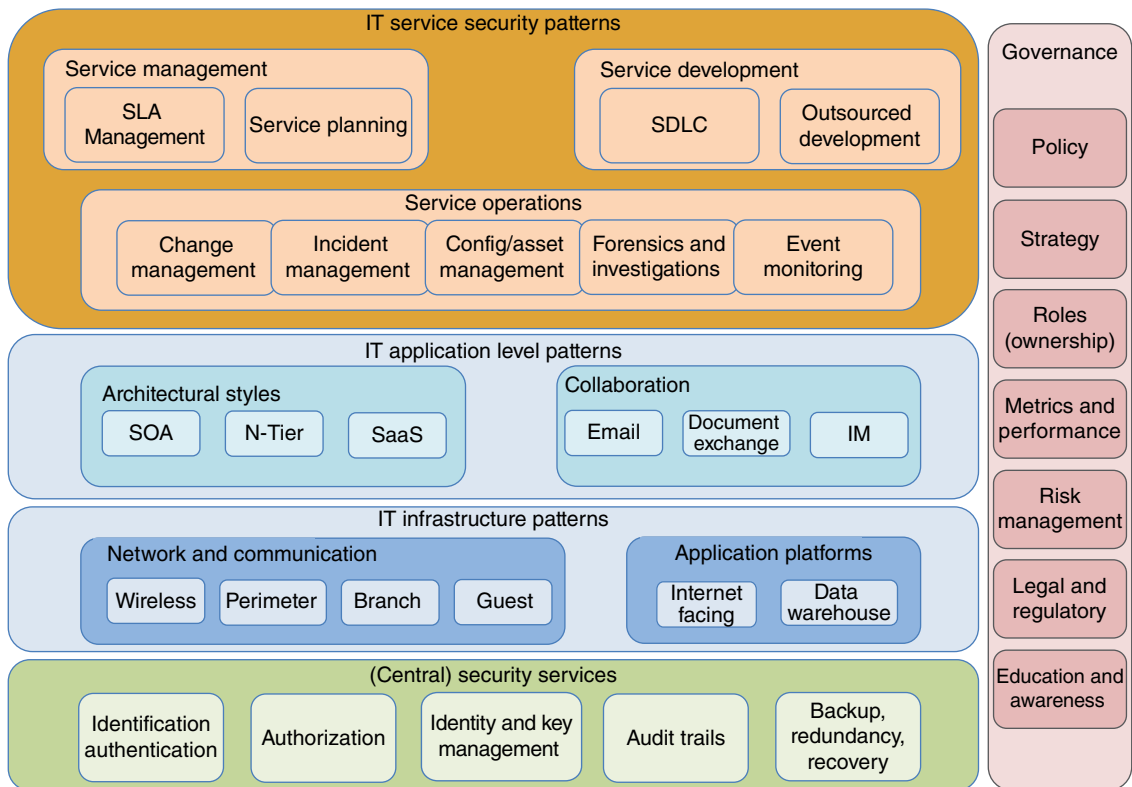 IT service security patterns
Service management
SLA
Management
Service planning
Service development
SDLC
Outsourced
development
Service operations
Change
management
Incident
management
Config/asset
management
Forensics and
investigations
Event
monitoring
IT application level patterns
Architectural styles
SOA
N-Tier
SaaS
Collaboration
Email
Document
exchange
IM
IT infrastructure patterns
Network and communication
Wireless
Perimeter
Branch
Guest
Application platforms
Internet
facing
Data
warehouse
(Central) security services
Identification
authentication
Authorization
Identity and key
management
Audit trails
Backup,
redundancy,
recovery
Governance
Policy
Strategy
Roles
(ownership)
Metrics and
performance
Risk
management
Legal and
regulatory
Education and
awareness